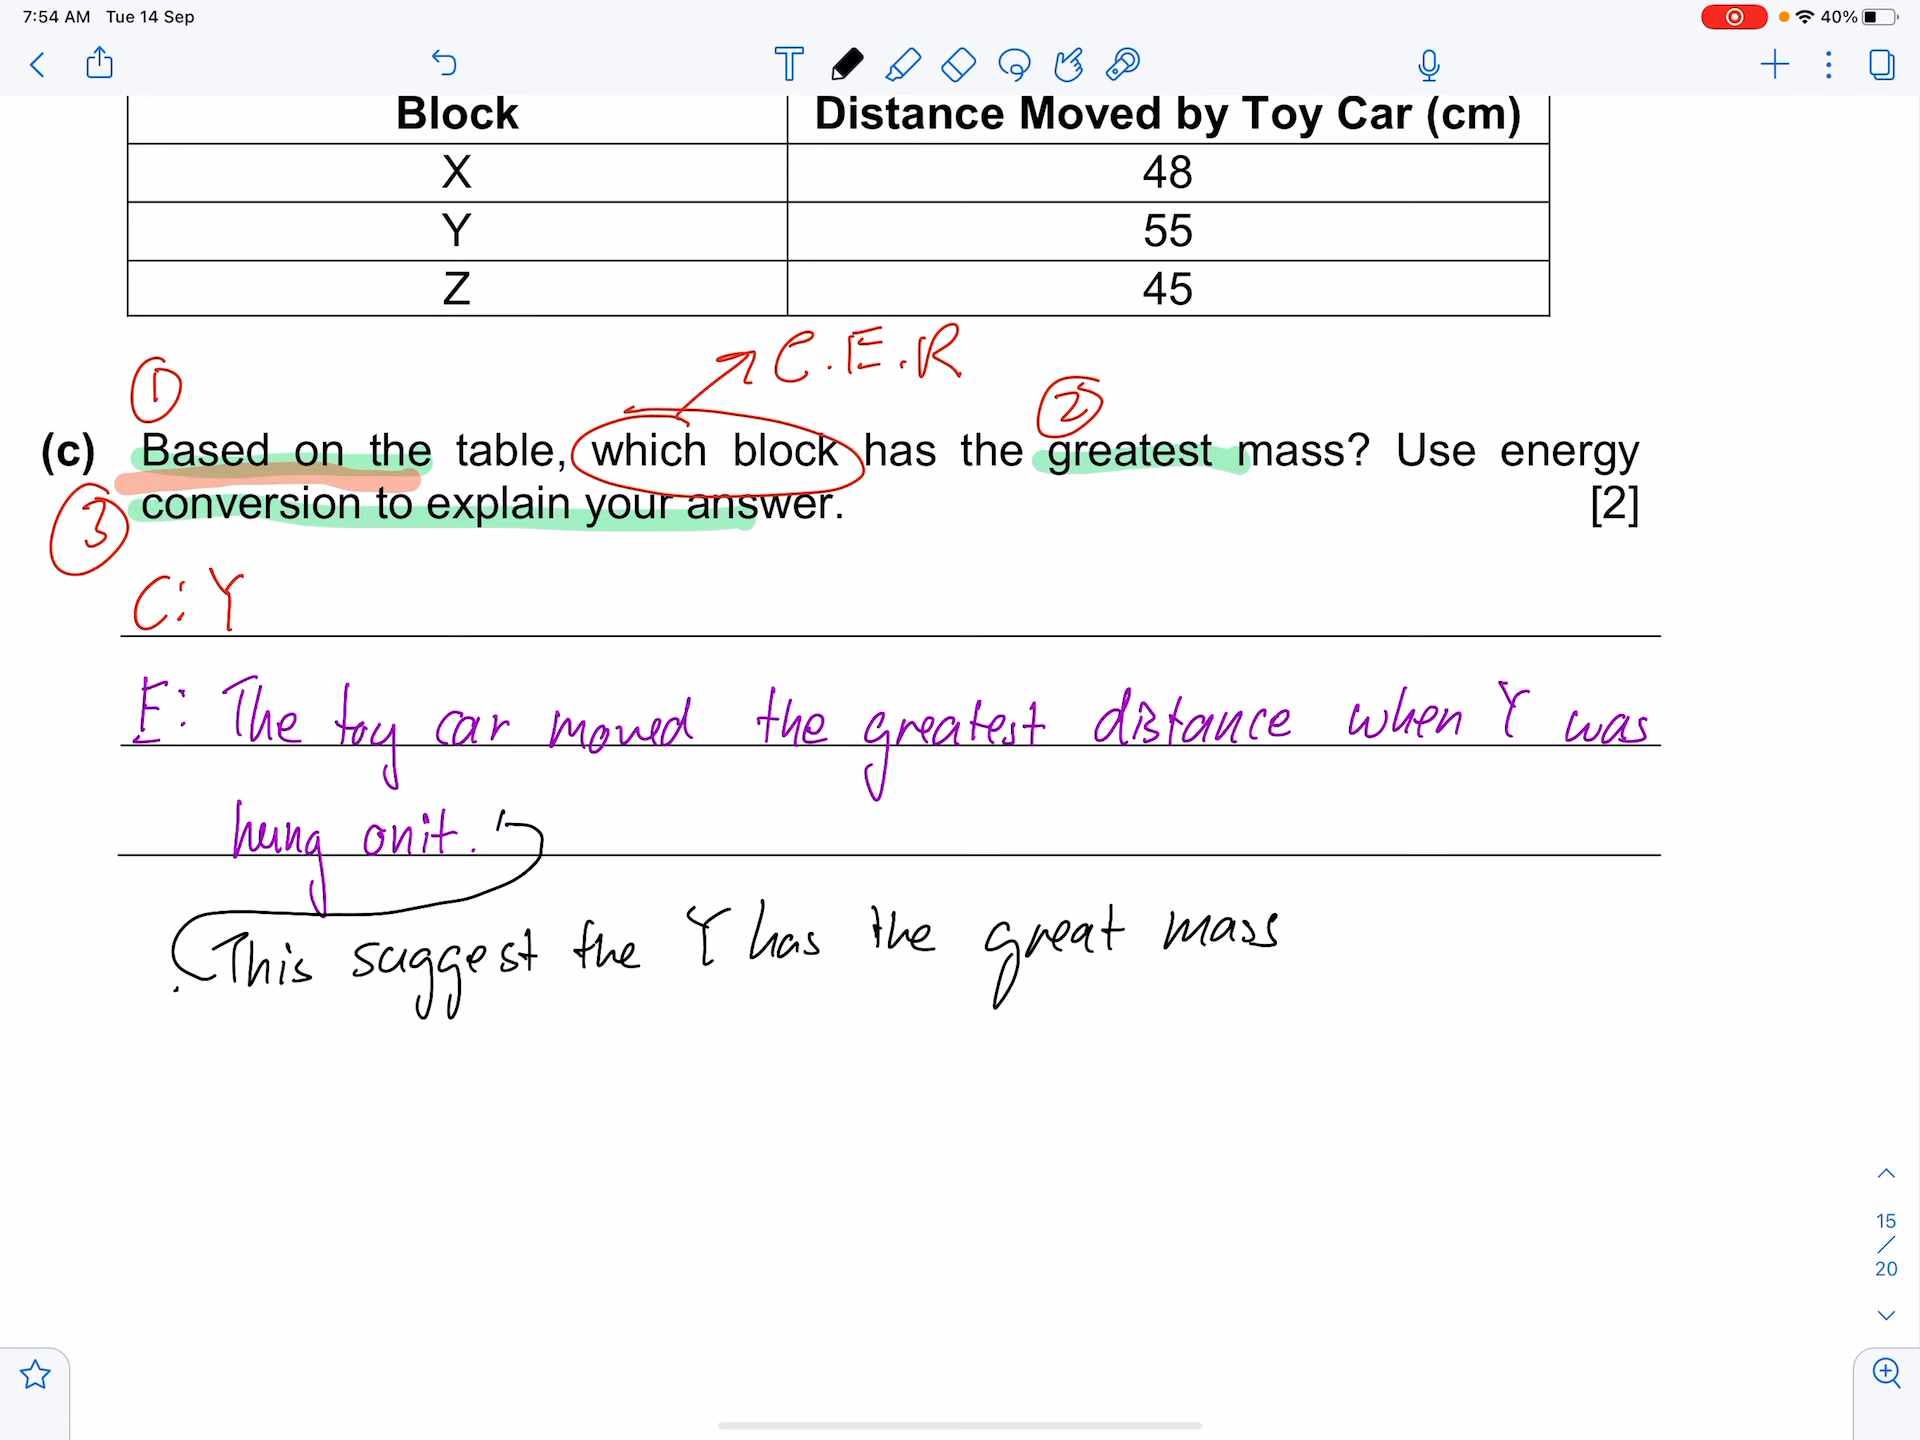 7:54 AM Tue 14 Sep
40%
Block Distance Moved by Toy Car (cm)
X 48
Y 55
Z 45
C.E.R
1
2
(c) Based on the table, which block has the greatest mass? Use energy
3 conversion to explain your answer. [2]
C: Y
E: The toy car moved the greatest distance when Y was
hung on it.
This suggest the Y has the great mass
15
/
20